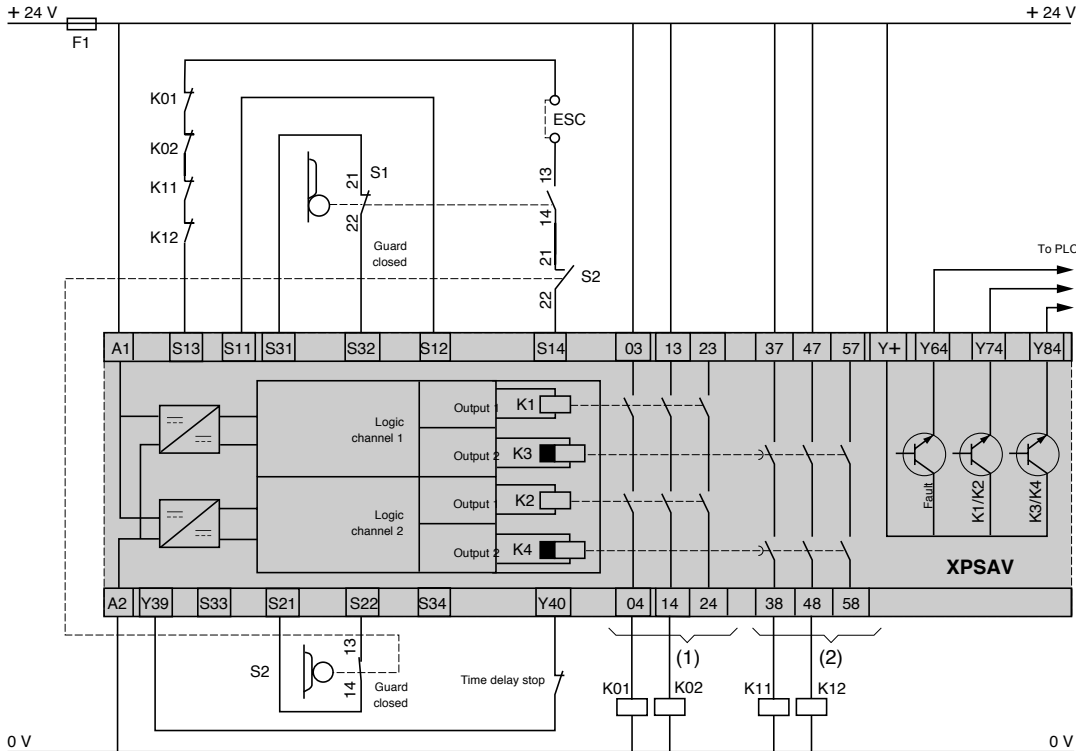 + 24 V
+ 24 V
F1
K01
K02
K11
K12
ESC
13
14
21
22
S1
21
22
Guard
closed
S2
To PLC
A1 S13 S11 S31 S32 S12 S14 03 13 23 37 47 57 Y+ Y64 Y74 Y84
Logic
channel 1
Output 1
K1
Output 2
K3
Logic
channel 2
Output 1
K2
Output 2
K4
Fault
K1/K2
K3/K4
XPSAV
A2 Y39 S33 S21 S22 S34 Y40 04 14 24 38 48 58
(1)
(2)
S2
13
14
Guard
closed
Time delay stop
K01
K02
K11
K12
0 V
0 V